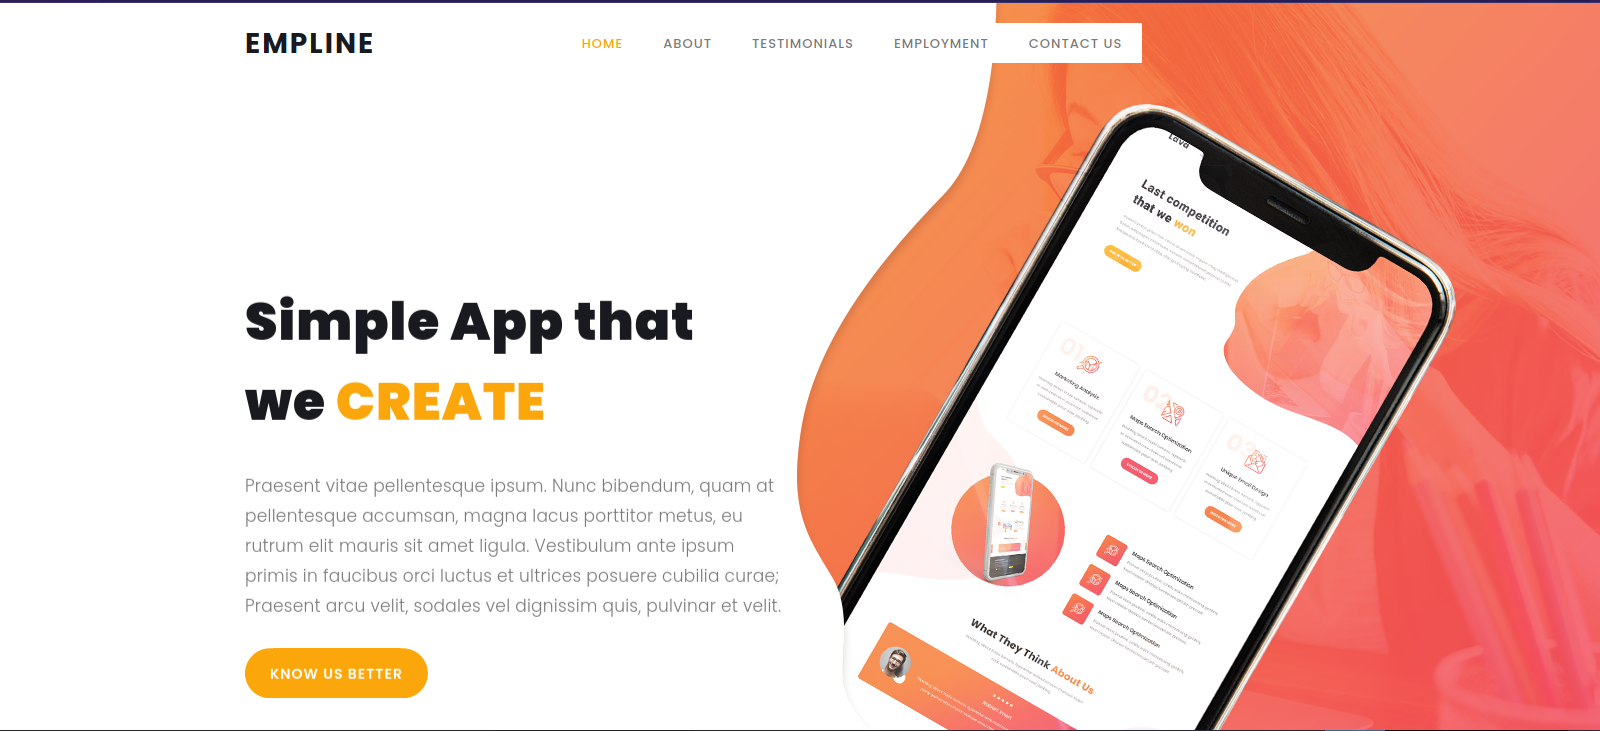 EMPLINE
HOME ABOUT TESTIMONIALS EMPLOYMENT CONTACT US
Simple App that
we CREATE
Praesent vitae pellentesque ipsum. Nunc bibendum, quam at
pellentesque accumsan, magna lacus porttitor metus, eu
rutrum elit mauris sit amet ligula. Vestibulum ante ipsum
primis in faucibus orci luctus et ultrices posuere cubilia curae;
Praesent arcu velit, sodales vel dignissim quis, pulvinar et velit.
KNOW US BETTER
Lava
Last competition
that we won
01
Marketing Analysis
02
Maps Search Optimization
03
Unique Email Design
Maps Search Optimization
Maps Search Optimization
Maps Search Optimization
What They Think About Us